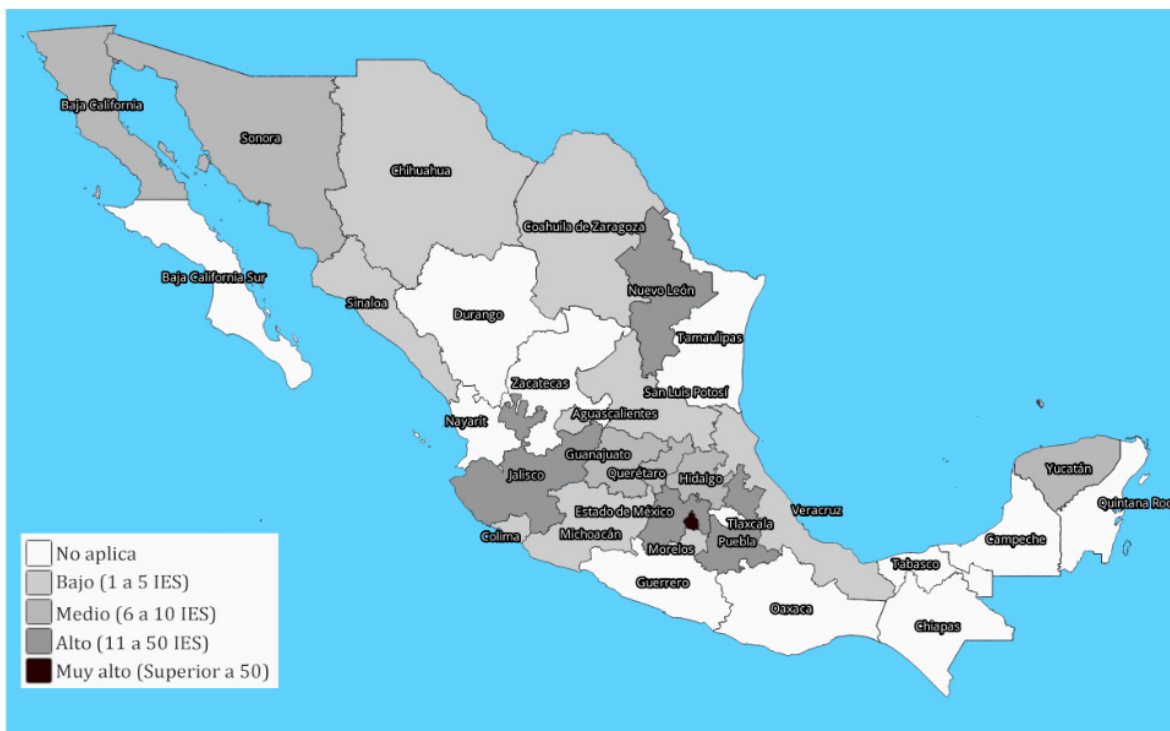 Baja California
Sonora
Chihuahua
Coahuila de Zaragoza
Baja California Sur
Sinaloa
Nuevo León
Durango
Tamaulipas
Zacatecas
San Luis Potosí
Nayarit
Aguascalientes
Guanajuato
Jalisco
Querétaro
Hidalgo
Yucatán
Quintana Roo
Estado de México
Veracruz
Tlaxcala
Colima
Michoacán
Puebla
Campeche
Morelos
Tabasco
Guerrero
Oaxaca
Chiapas
No aplica
Bajo (1 a 5 IES)
Medio (6 a 10 IES)
Alto (11 a 50 IES)
Muy alto (Superior a 50)